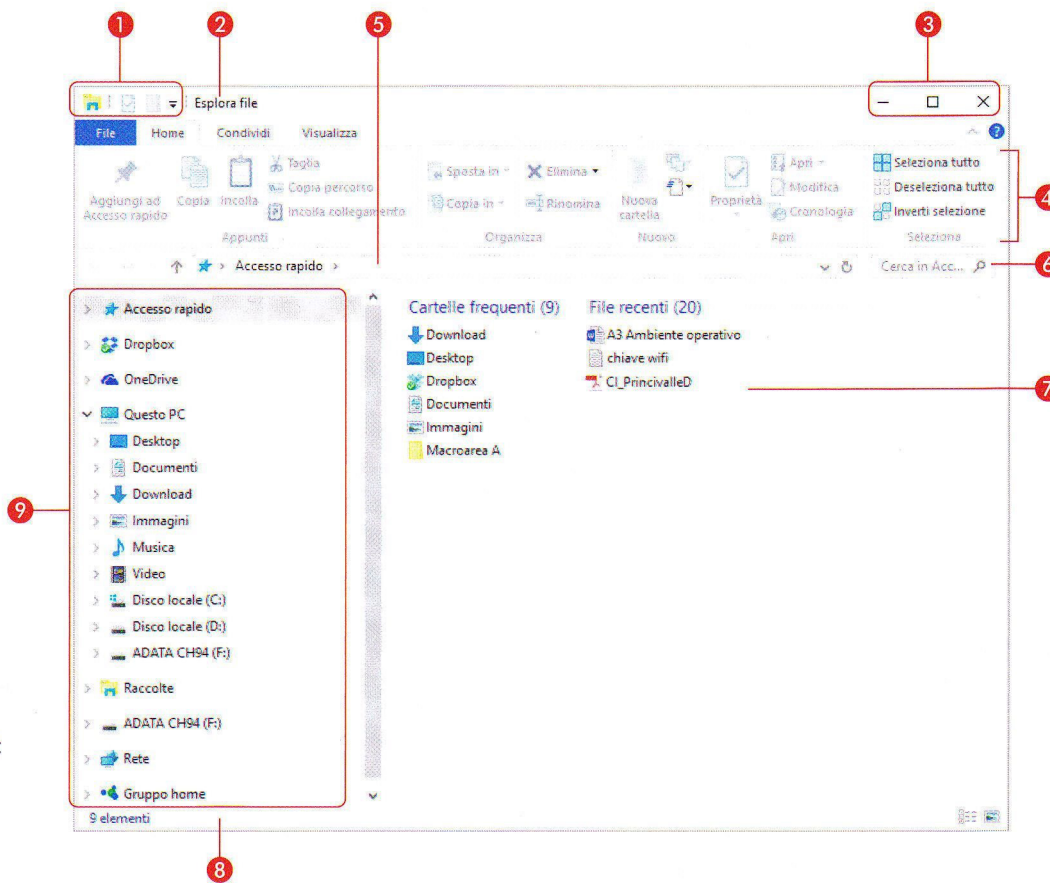 1 2 5 3
Esplora file
File Home Condividi Visualizza
Aggiungi ad Accesso rapido
Copia
Incolla
Taglia
Copia percorso
Incolla collegamento
Appunti
Sposta in
Copia in
Elimina
Rinomina
Organizza
Nuova cartella
Nuovo
Proprietà
Apri
Modifica
Cronologia
Apri
Seleziona tutto
Deseleziona tutto
Inverti selezione
Seleziona
4
Accesso rapido
Cerca in Acc...
6
Accesso rapido
Dropbox
OneDrive
Questo PC
Desktop
Documenti
Download
Immagini
Musica
Video
Disco locale (C:)
Disco locale (D:)
ADATA CH94 (F:)
Raccolte
ADATA CH94 (F:)
Rete
Gruppo home
9
Cartelle frequenti (9)
Download
Desktop
Dropbox
Documenti
Immagini
Macroarea A
File recenti (20)
A3 Ambiente operativo
chiave wifi
CI_PrincivalleD
7
9 elementi
8